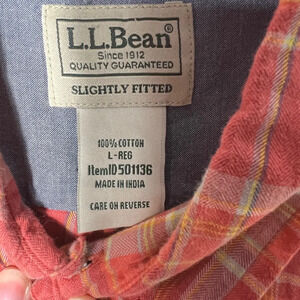 L.L.Bean®
Since 1912
QUALITY GUARANTEED
SLIGHTLY FITTED
100% COTTON
L-REG
ItemID501136
MADE IN INDIA
CARE ON REVERSE